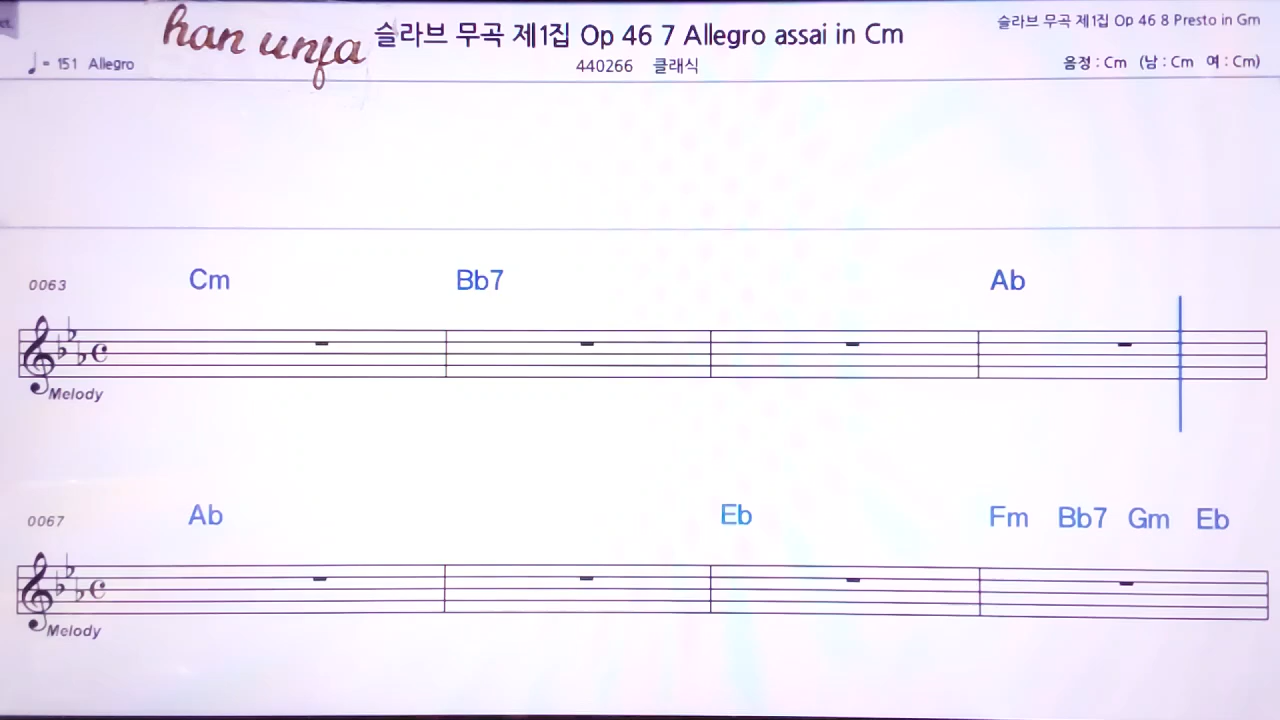 han unfa
슬라브 무곡 제1집 Op 46 7 Allegro assai in Cm
슬라브 무곡 제1집 Op 46 8 Presto in Gm
= 151 Allegro
440266 클래식
음정 : Cm (남 : Cm 여 : Cm)
0063 Cm Bb7 Ab
Melody
0067 Ab Eb Fm Bb7 Gm Eb
Melody